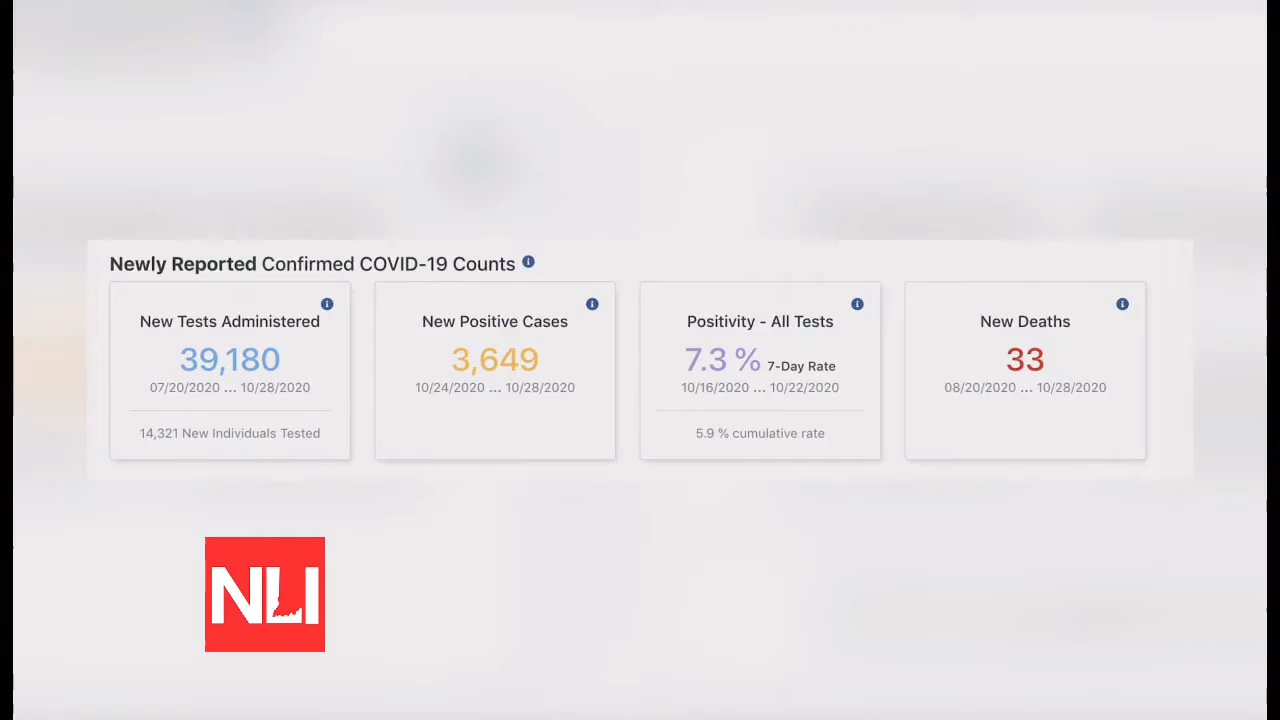 Newly Reported Confirmed COVID-19 Counts
New Tests Administered
39,180
07/20/2020 ... 10/28/2020
14,321 New Individuals Tested
New Positive Cases
3,649
10/24/2020 ... 10/28/2020
Positivity - All Tests
7.3 % 7-Day Rate
10/16/2020 ... 10/22/2020
5.9 % cumulative rate
New Deaths
33
08/20/2020 ... 10/28/2020
NLI